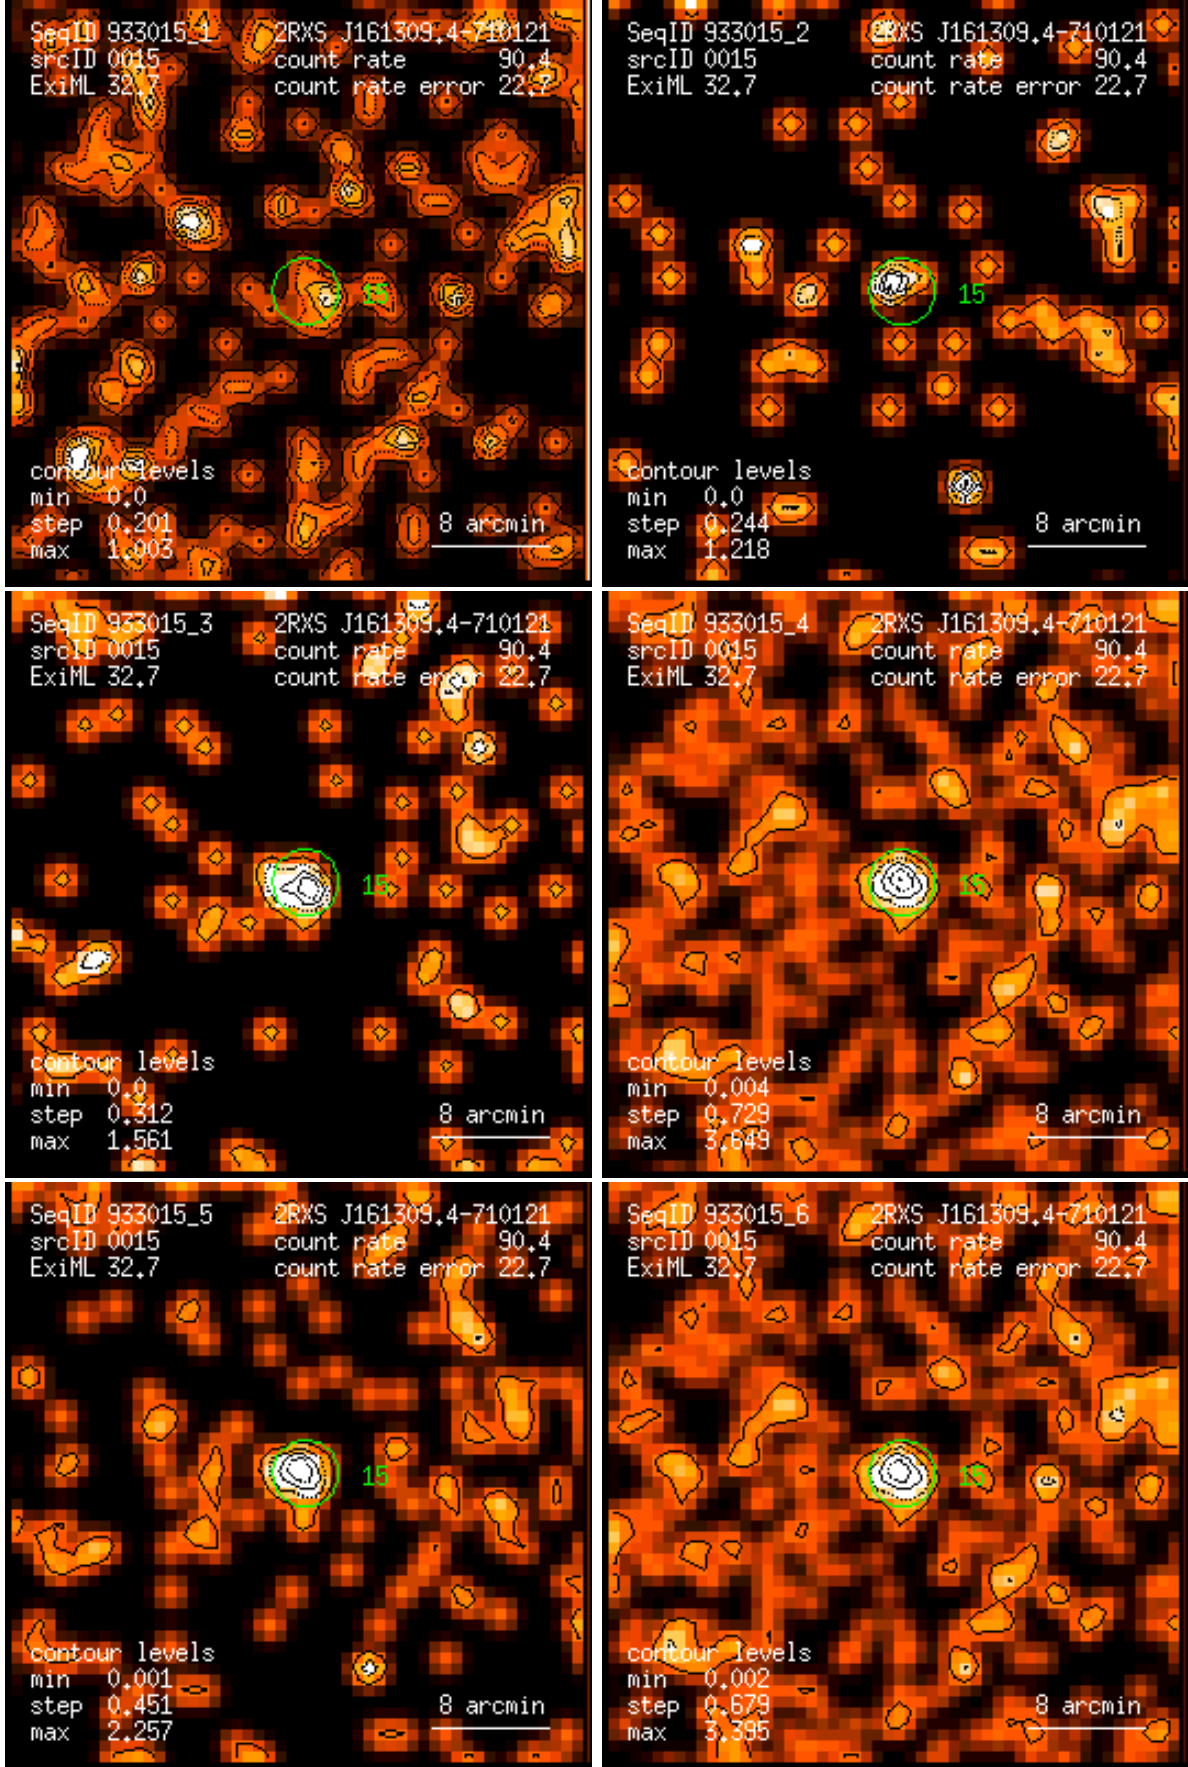 SeqID 933015_1 2RXS J161309.4-710121
srcID 0015 count rate 90.4
ExiML 32.7 count rate error 22.7
15
contour levels
min 0.0
step 0.201 8 arcmin
max 1.003
SeqID 933015_2 2RXS J161309.4-710121
srcID 0015 count rate 90.4
ExiML 32.7 count rate error 22.7
15
contour levels
min 0.0
step 0.244 8 arcmin
max 1.218
SeqID 933015_3 2RXS J161309.4-710121
srcID 0015 count rate 90.4
ExiML 32.7 count rate error 22.7
15
contour levels
min 0.0
step 0.312 8 arcmin
max 1.561
SeqID 933015_4 2RXS J161309.4-710121
srcID 0015 count rate 90.4
ExiML 32.7 count rate error 22.7
15
contour levels
min 0.004
step 0.729 8 arcmin
max 3.649
SeqID 933015_5 2RXS J161309.4-710121
srcID 0015 count rate 90.4
ExiML 32.7 count rate error 22.7
15
contour levels
min 0.001
step 0.451 8 arcmin
max 2.257
SeqID 933015_6 2RXS J161309.4-710121
srcID 0015 count rate 90.4
ExiML 32.7 count rate error 22.7
15
contour levels
min 0.002
step 0.679 8 arcmin
max 3.395